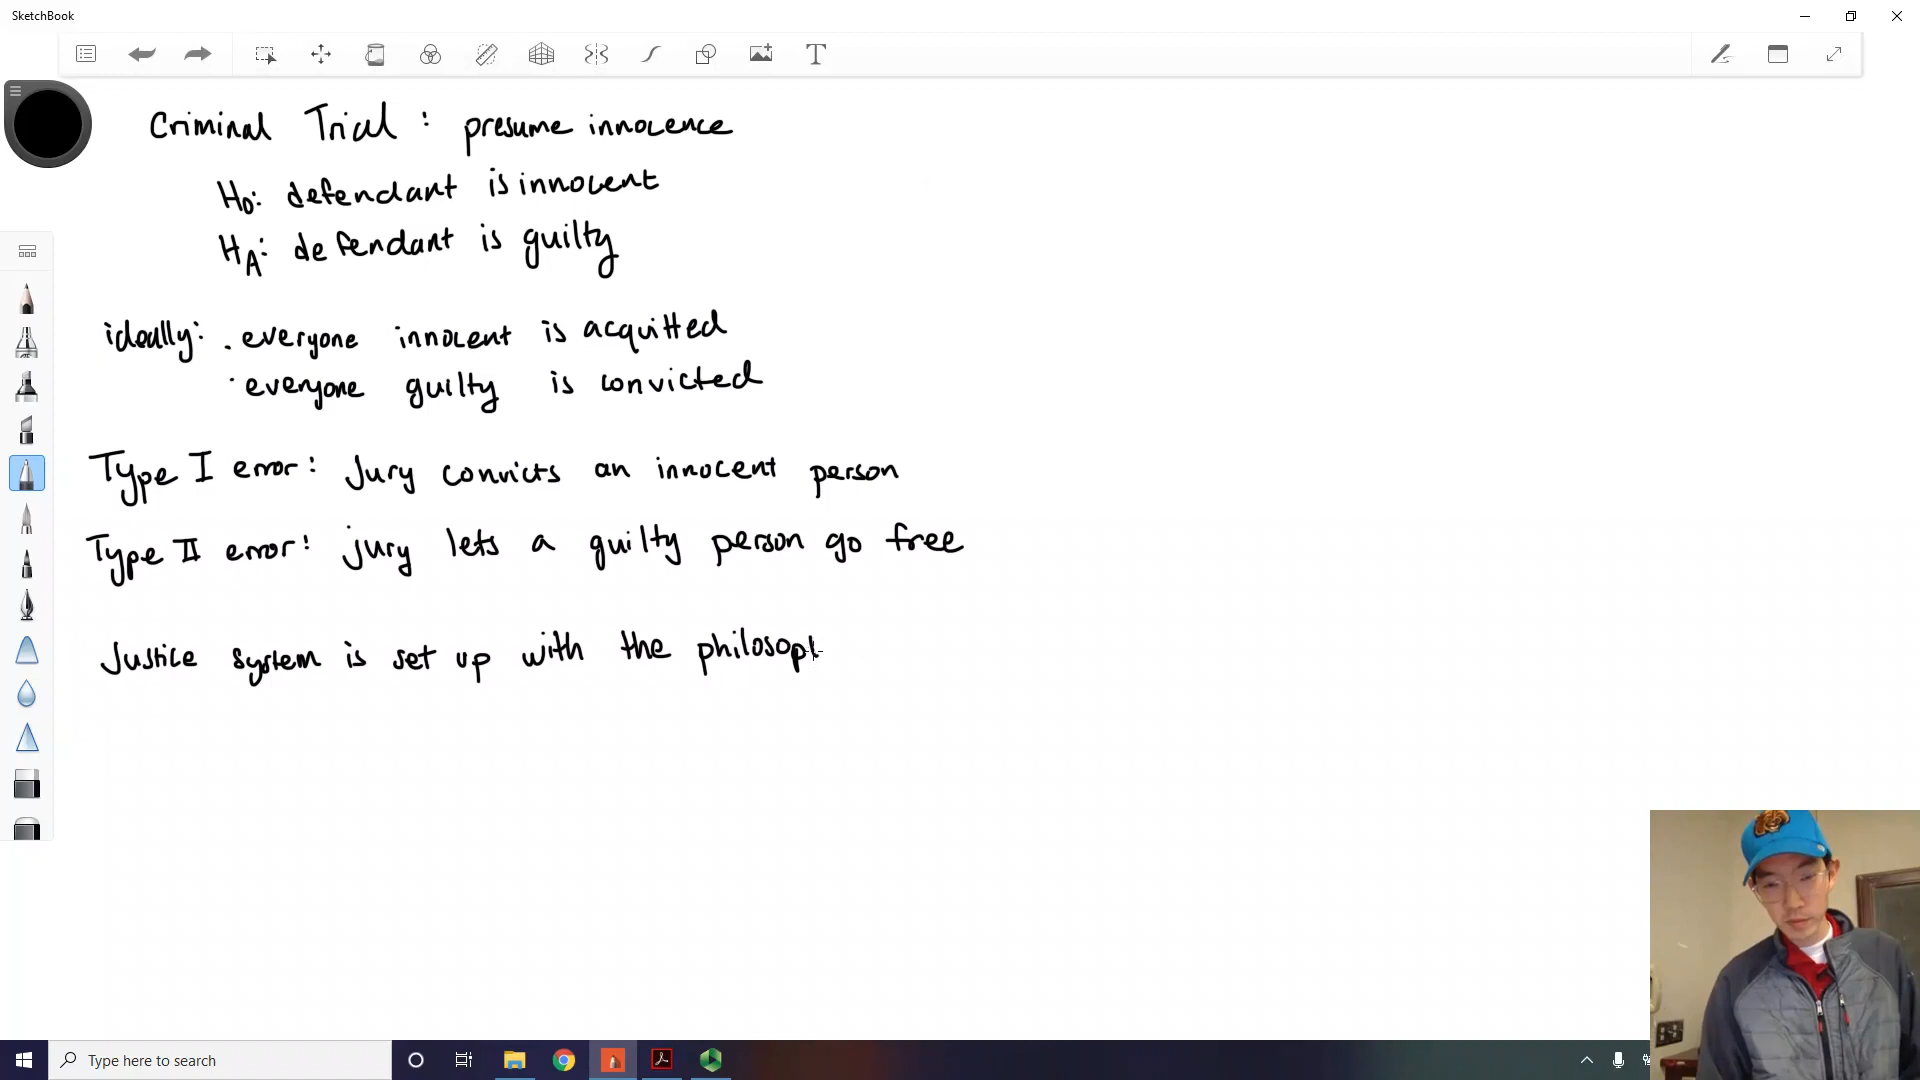 SketchBook
Criminal Trial : presume innocence
H0: defendant is innocent
HA: defendant is guilty
ideally: . everyone innocent is acquitted
· everyone guilty is convicted
Type I error: Jury convicts an innocent person
Type II error: jury lets a guilty person go free
Justice system is set up with the philosoph
Type here to search